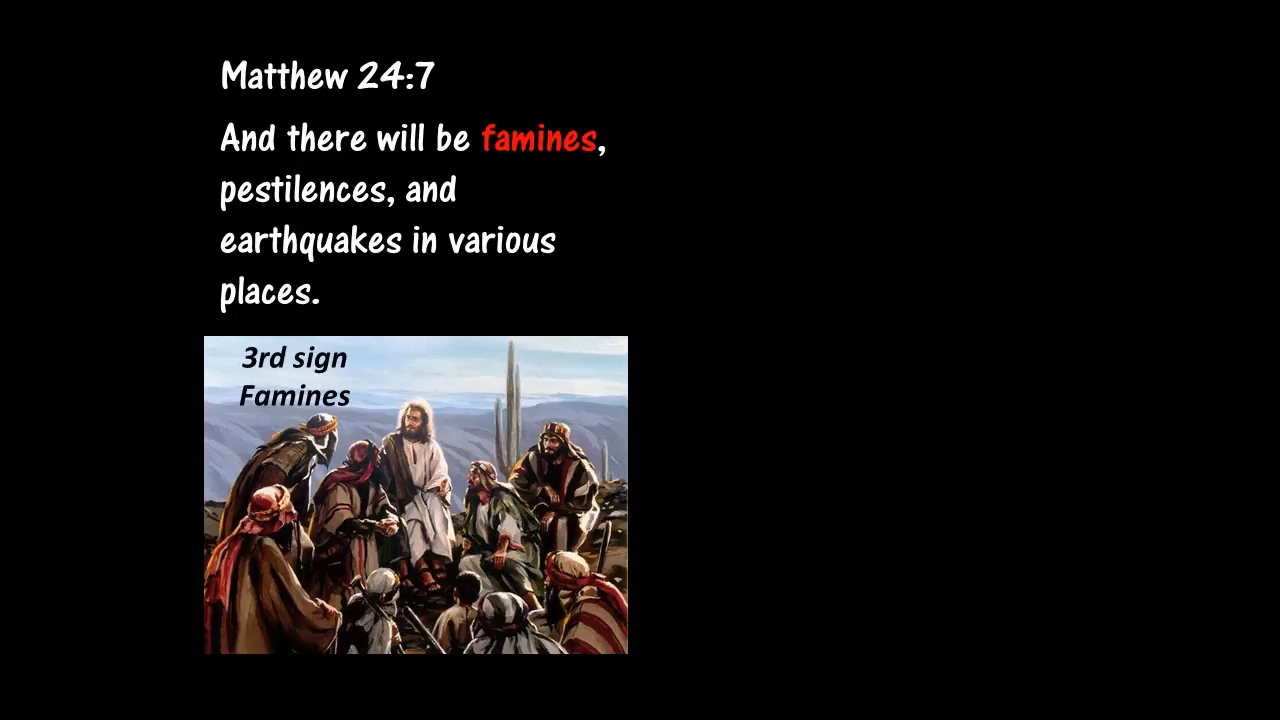 Matthew 24:7
And there will be famines,
pestilences, and
earthquakes in various
places.
3rd sign
Famines